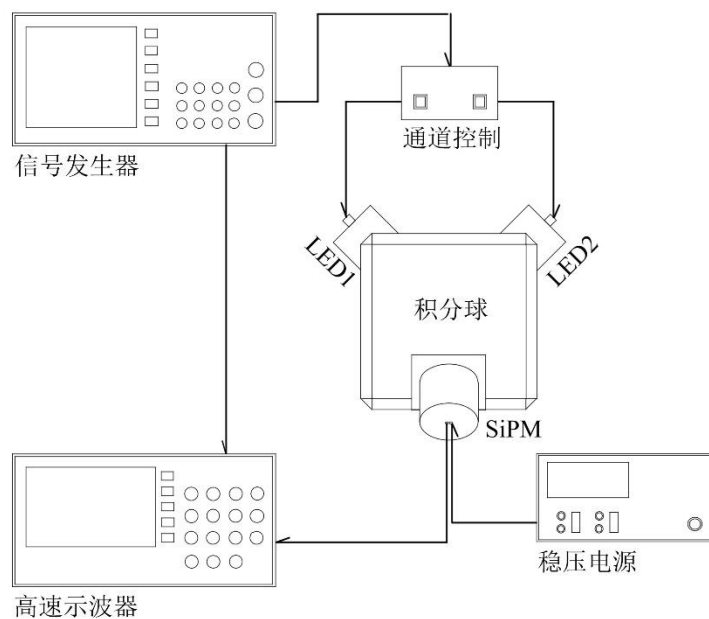 通道控制
信号发生器
LED1
LED2
积分球
SiPM
稳压电源
高速示波器